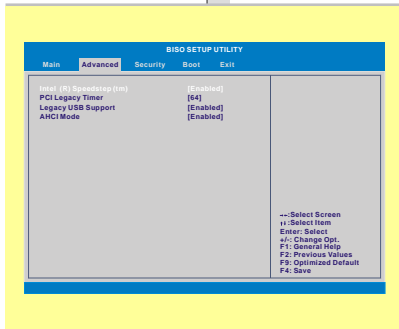 BISO SETUP UTILITY
Main Advanced Security Boot Exit
Intel (R) Speedstep (tm) [Enabled]
PCI Legacy Timer [64]
Legacy USB Support [Enabled]
AHCI Mode [Enabled]
→←:Select Screen
↑↓:Select Item
Enter: Select
+/-: Change Opt.
F1: General Help
F2: Previous Values
F9: Optimized Default
F4: Save